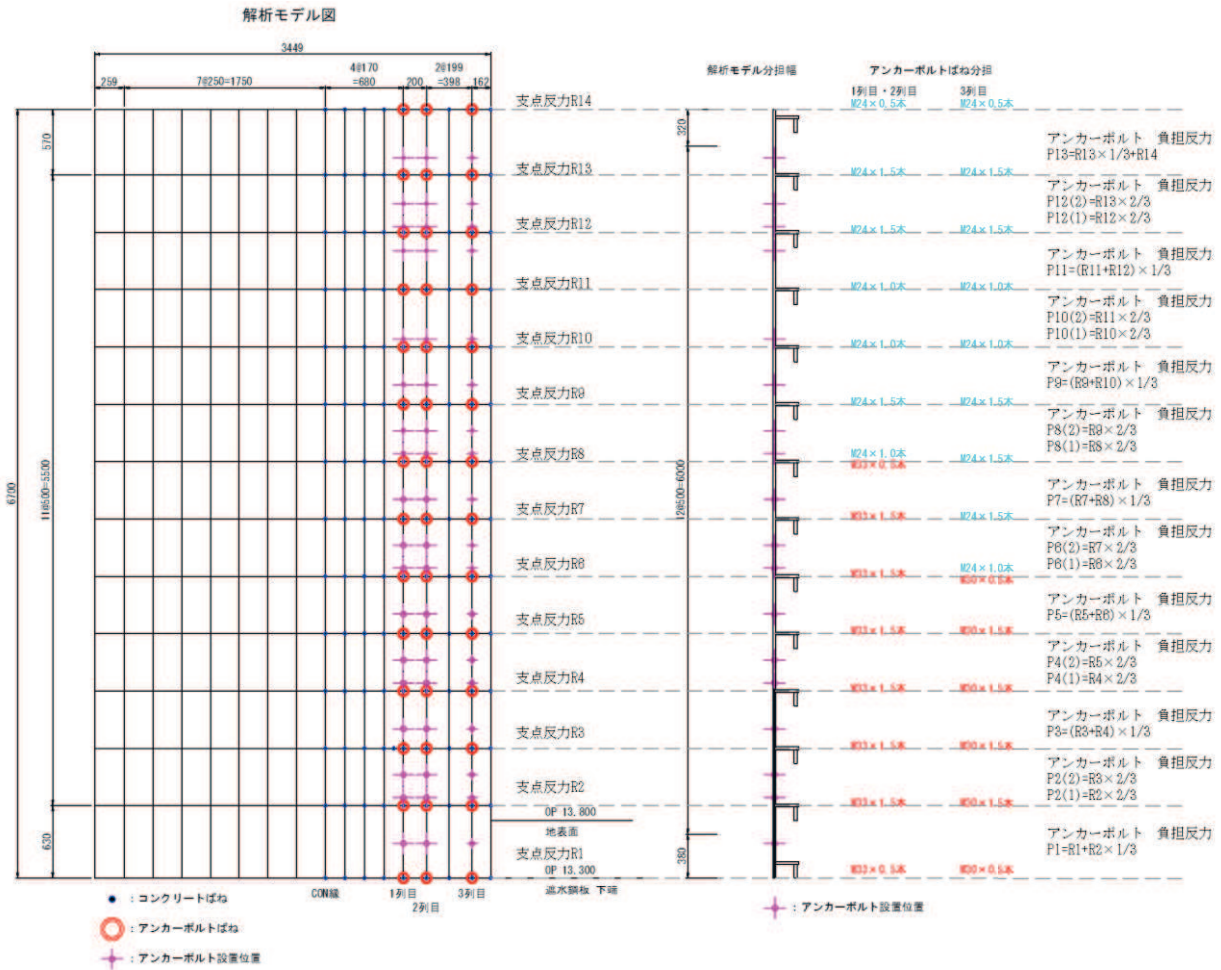 解析モデル図
3449
259
7@250=1750
4@170
=680
200
2@199
=398
162
解析モデル分担幅
アンカーボルトばね分担
1列目・2列目
3列目
支点反力R14
M24×0.5本
M24×0.5本
570
320
アンカーボルト 負担反力
P13=R13×1/3+R14
支点反力R13
M24×1.5本
M24×1.5本
アンカーボルト 負担反力
P12(2)=R13×2/3
P12(1)=R12×2/3
支点反力R12
M24×1.5本
M24×1.5本
アンカーボルト 負担反力
P11=(R11+R12)×1/3
支点反力R11
M24×1.0本
M24×1.0本
アンカーボルト 負担反力
P10(2)=R11×2/3
P10(1)=R10×2/3
支点反力R10
M24×1.0本
M24×1.0本
アンカーボルト 負担反力
P9=(R9+R10)×1/3
支点反力R9
M24×1.5本
M24×1.5本
アンカーボルト 負担反力
P8(2)=R9×2/3
P8(1)=R8×2/3
支点反力R8
M24×1.0本
M33×0.5本
M24×1.5本
6700
11@500=5500
12@500=6000
アンカーボルト 負担反力
P7=(R7+R8)×1/3
支点反力R7
M33×1.5本
M24×1.5本
アンカーボルト 負担反力
P6(2)=R7×2/3
P6(1)=R6×2/3
支点反力R6
M33×1.5本
M24×1.0本
M30×0.5本
アンカーボルト 負担反力
P5=(R5+R6)×1/3
支点反力R5
M33×1.5本
M30×1.5本
アンカーボルト 負担反力
P4(2)=R5×2/3
P4(1)=R4×2/3
支点反力R4
M33×1.5本
M30×1.5本
アンカーボルト 負担反力
P3=(R3+R4)×1/3
支点反力R3
M33×1.5本
M30×1.5本
アンカーボルト 負担反力
P2(2)=R3×2/3
P2(1)=R2×2/3
支点反力R2
M33×1.5本
M30×1.5本
OP 13.800
地表面
630
380
アンカーボルト 負担反力
P1=R1+R2×1/3
支点反力R1
OP 13.300
M33×0.5本
M30×0.5本
遮水鋼板 下端
CON縁
1列目
2列目
3列目
：コンクリートばね
：アンカーボルトばね
：アンカーボルト設置位置
：アンカーボルト設置位置